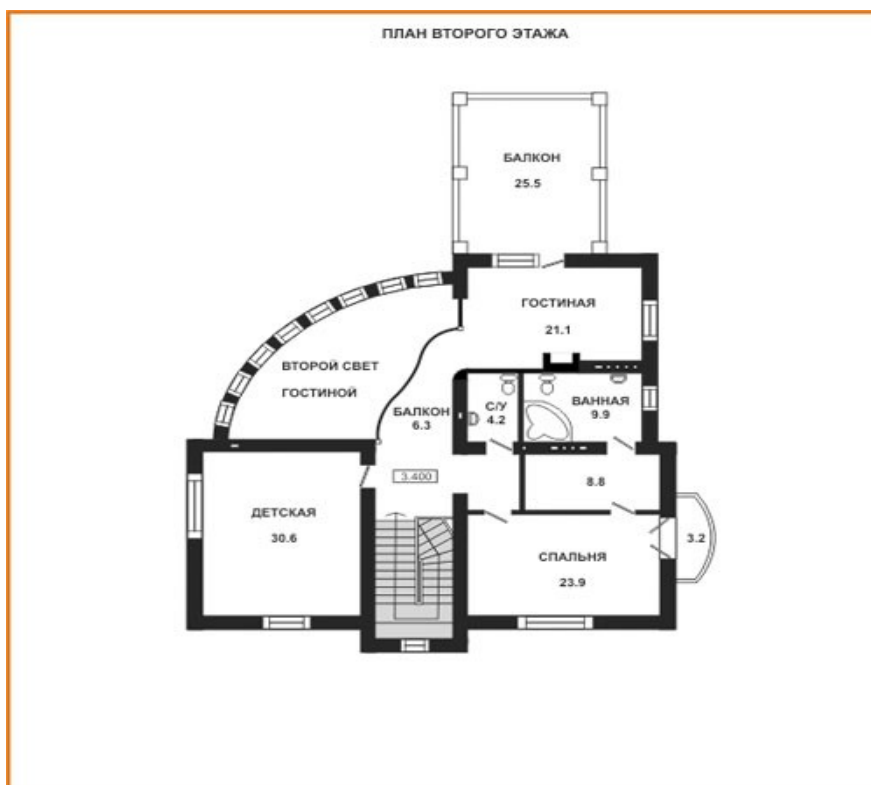 ПЛАН ВТОРОГО ЭТАЖА
БАЛКОН
25.5
ГОСТИНАЯ
21.1
ВТОРОЙ СВЕТ
ГОСТИНОЙ
БАЛКОН
6.3
С/У
4.2
ВАННАЯ
9.9
3.400
8.8
ДЕТСКАЯ
30.6
СПАЛЬНЯ
23.9
3.2